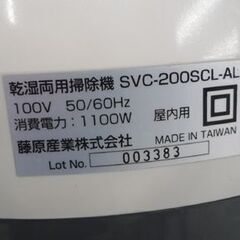 乾湿両用掃除機 SVC-200SCL-AL
100V 50/60Hz
消費電力：1100W 屋内用
藤原産業株式会社 MADE IN TAIWAN
Lot No. 003383